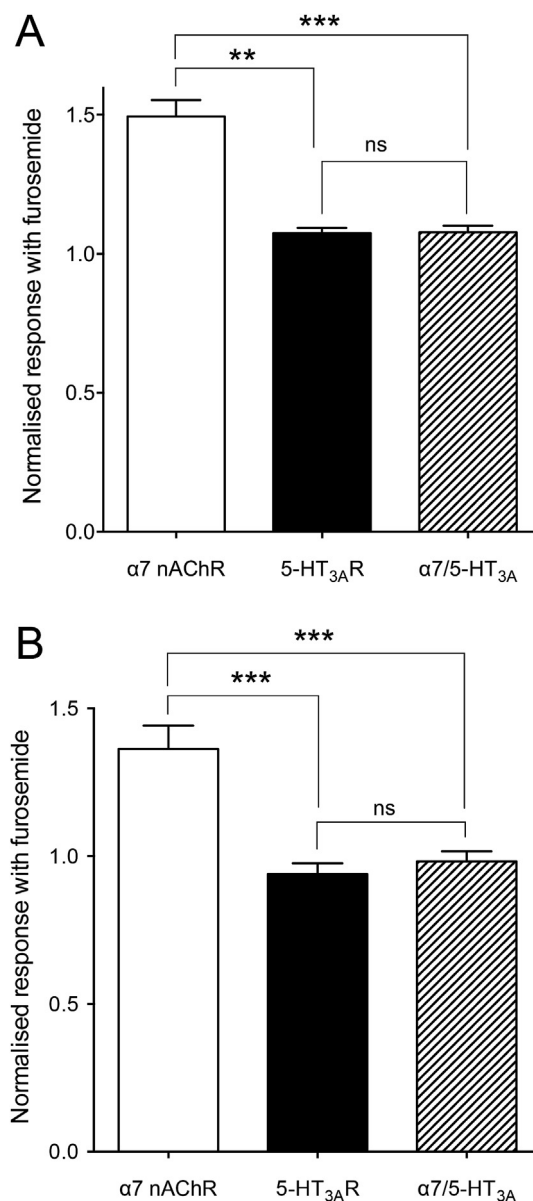 A
***
**
ns
Normalised response with furosemide
1.5
1.0
0.5
0.0
α7 nAChR 5-HT3AR α7/5-HT3A
B
***
***
ns
Normalised response with furosemide
1.5
1.0
0.5
0.0
α7 nAChR 5-HT3AR α7/5-HT3A